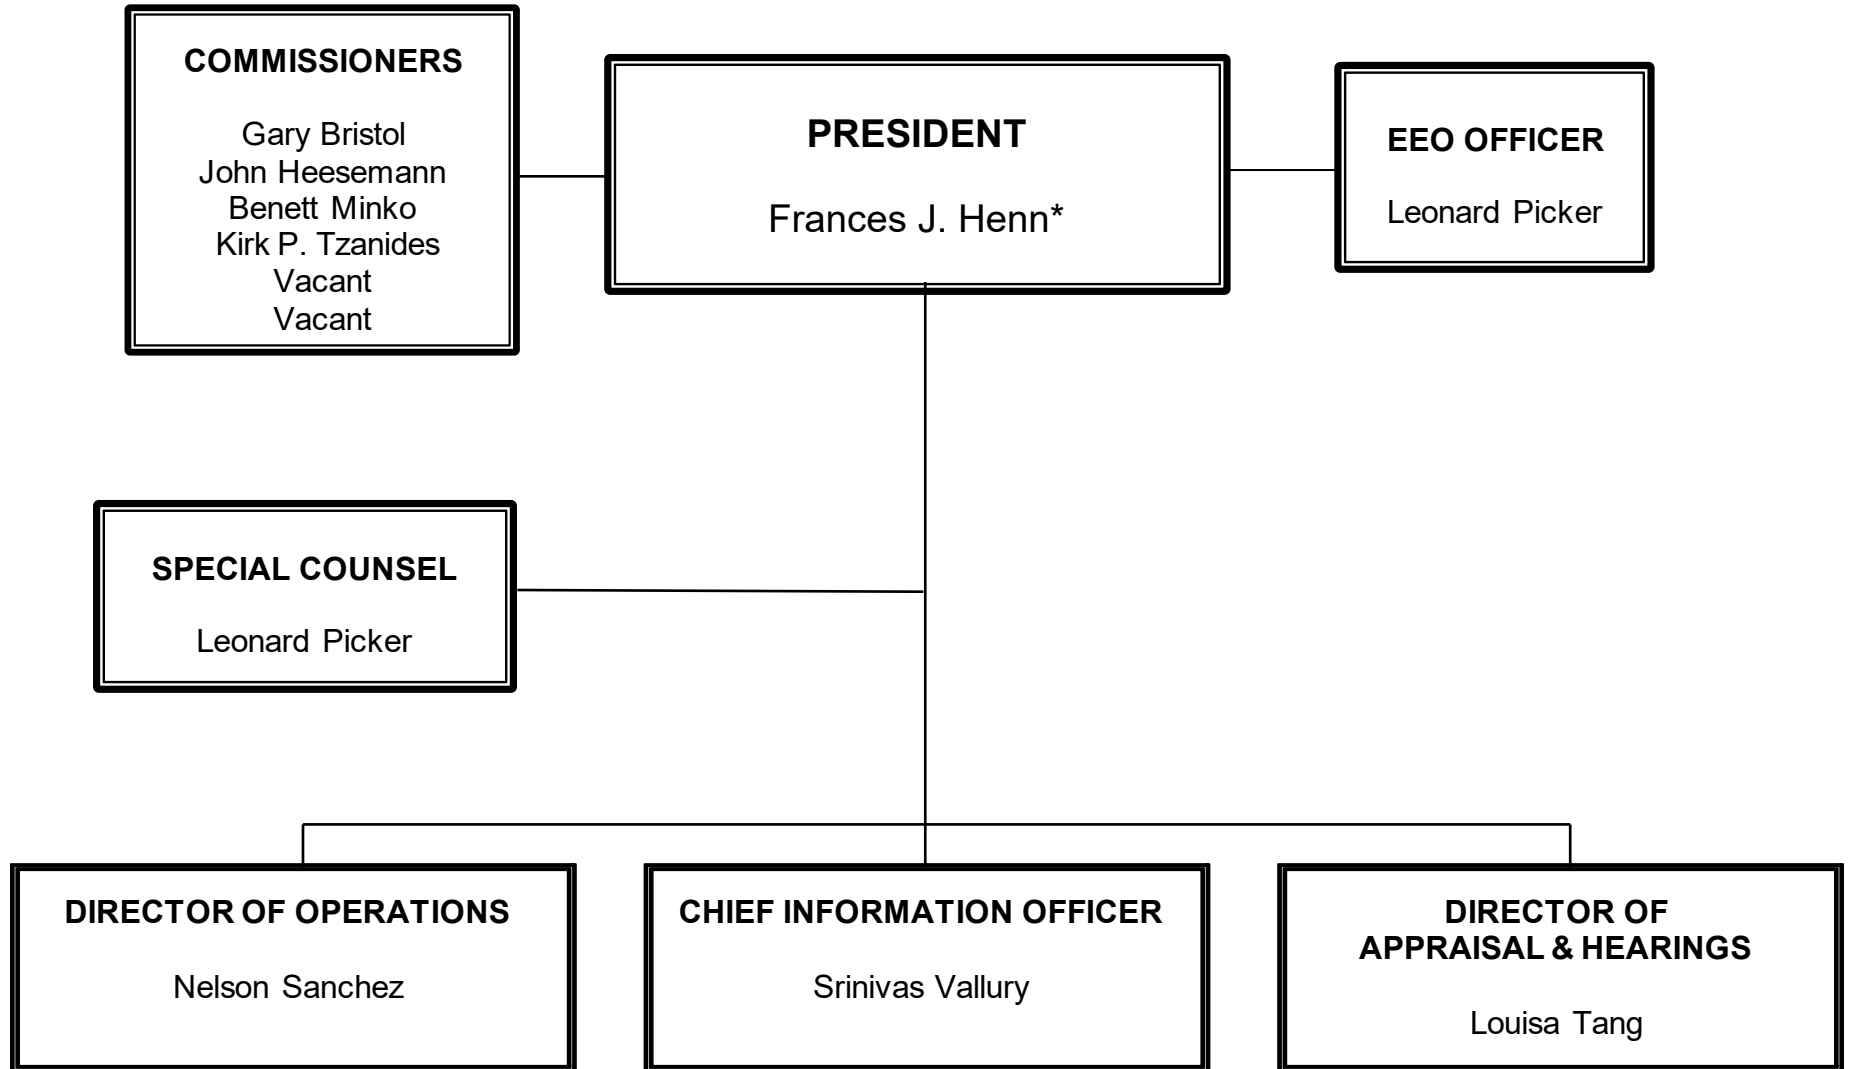 COMMISSIONERS
Gary Bristol
John Heesemann
Benett Minko
Kirk P. Tzanides
Vacant
Vacant
PRESIDENT
Frances J. Henn*
EEO OFFICER
Leonard Picker
SPECIAL COUNSEL
Leonard Picker
DIRECTOR OF OPERATIONS
Nelson Sanchez
CHIEF INFORMATION OFFICER
Srinivas Vallury
DIRECTOR OF
APPRAISAL & HEARINGS
Louisa Tang